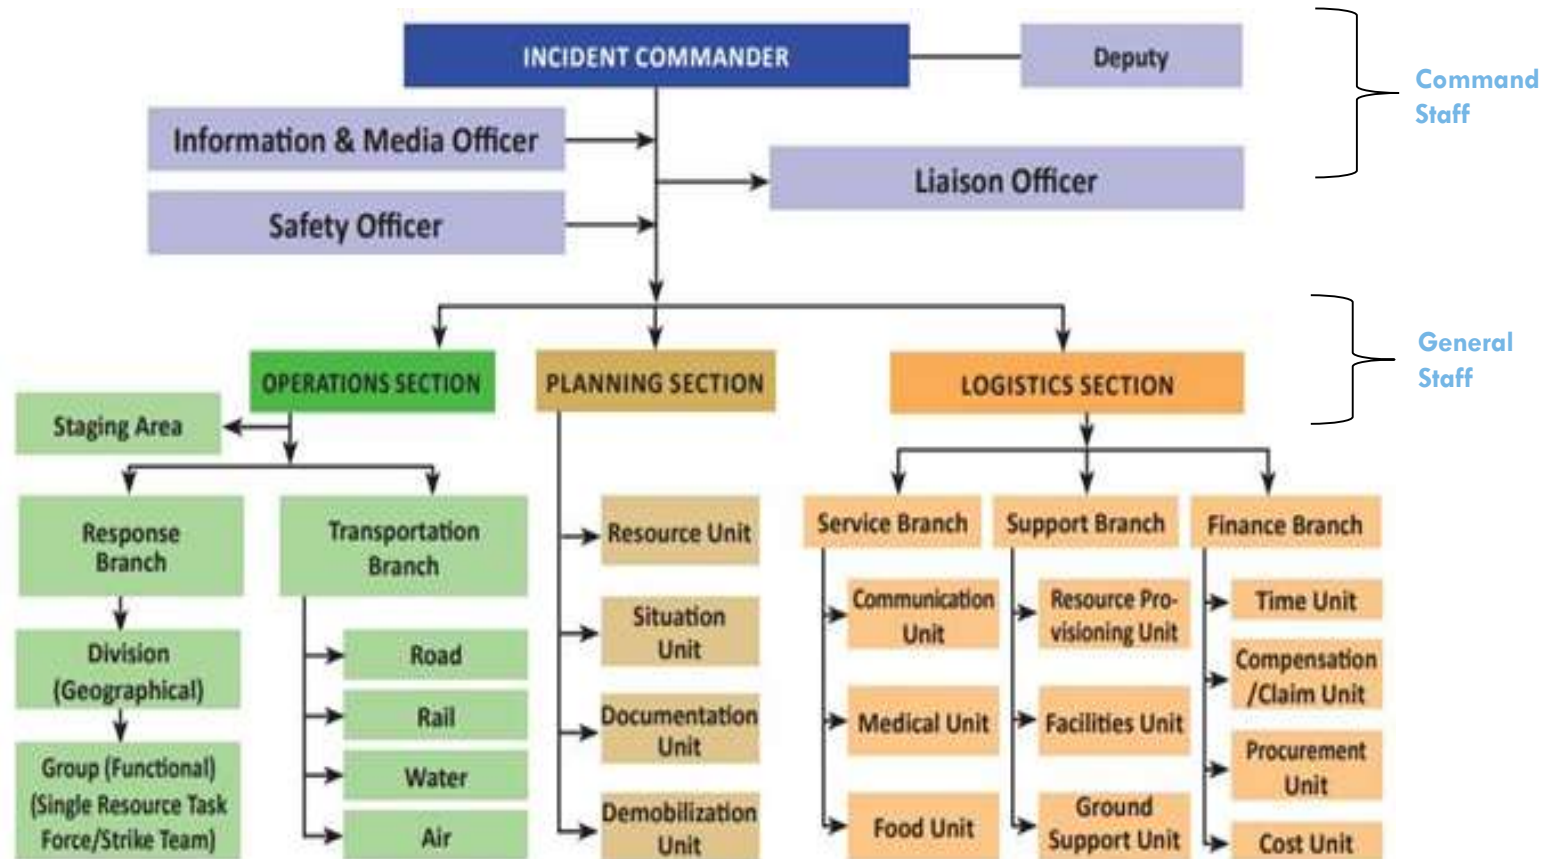 INCIDENT COMMANDER
Deputy
Command
Staff
Information & Media Officer
Liaison Officer
Safety Officer
General
Staff
OPERATIONS SECTION
PLANNING SECTION
LOGISTICS SECTION
Staging Area
Response
Branch
Transportation
Branch
Division
(Geographical)
Group (Functional)
(Single Resource Task
Force/Strike Team)
Road
Rail
Water
Air
Resource Unit
Situation
Unit
Documentation
Unit
Demobilization
Unit
Service Branch
Support Branch
Finance Branch
Communication
Unit
Medical Unit
Food Unit
Resource Pro-
visioning Unit
Facilities Unit
Ground
Support Unit
Time Unit
Compensation
/Claim Unit
Procurement
Unit
Cost Unit